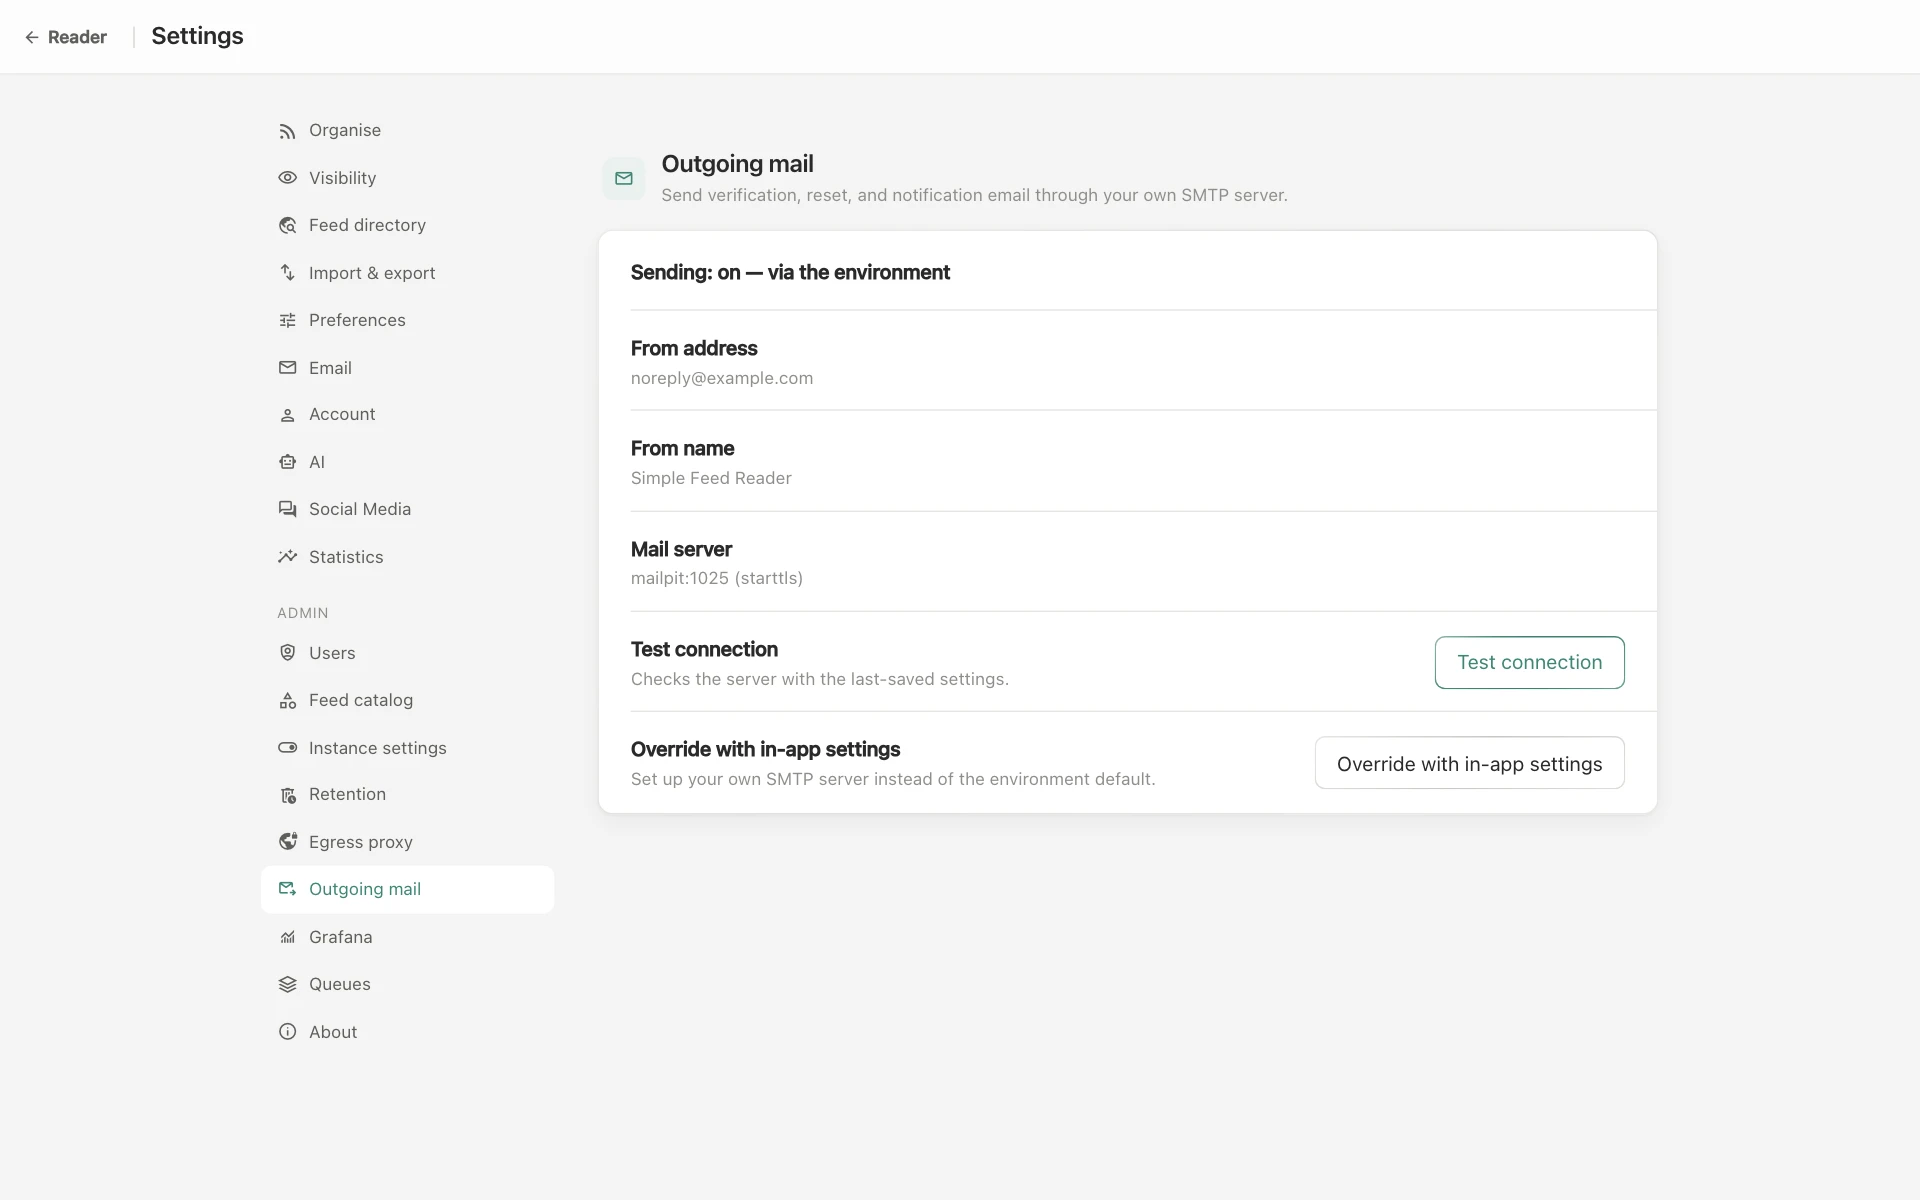 Reader
Settings
Organise
Visibility
Feed directory
Import & export
Preferences
Email
Account
AI
Social Media
Statistics
ADMIN
Users
Feed catalog
Instance settings
Retention
Egress proxy
Outgoing mail
Grafana
Queues
About
Outgoing mail
Send verification, reset, and notification email through your own SMTP server.
Sending: on — via the environment
From address
noreply@example.com
From name
Simple Feed Reader
Mail server
mailpit:1025 (starttls)
Test connection
Checks the server with the last-saved settings.
Test connection
Override with in-app settings
Set up your own SMTP server instead of the environment default.
Override with in-app settings